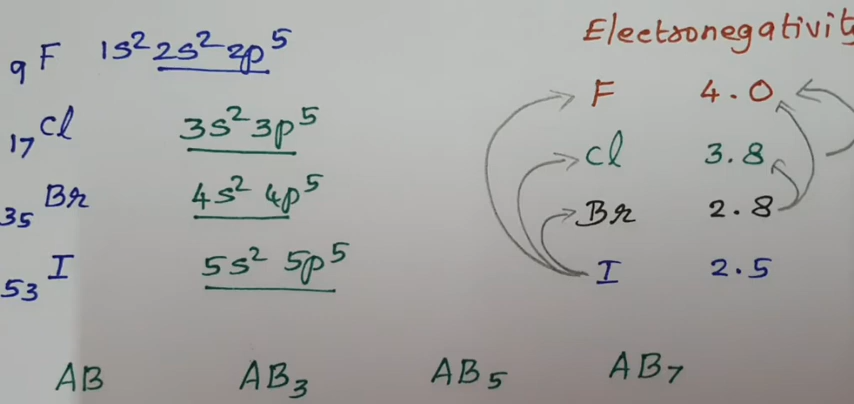 Electronegativit
₉F 1s² 2s² 2p⁵
F 4.0
₁₇Cl 3s² 3p⁵
Cl 3.8
₃₅Br 4s² 4p⁵
Br 2.8
₅₃I 5s² 5p⁵
I 2.5
AB AB₃ AB₅ AB₇